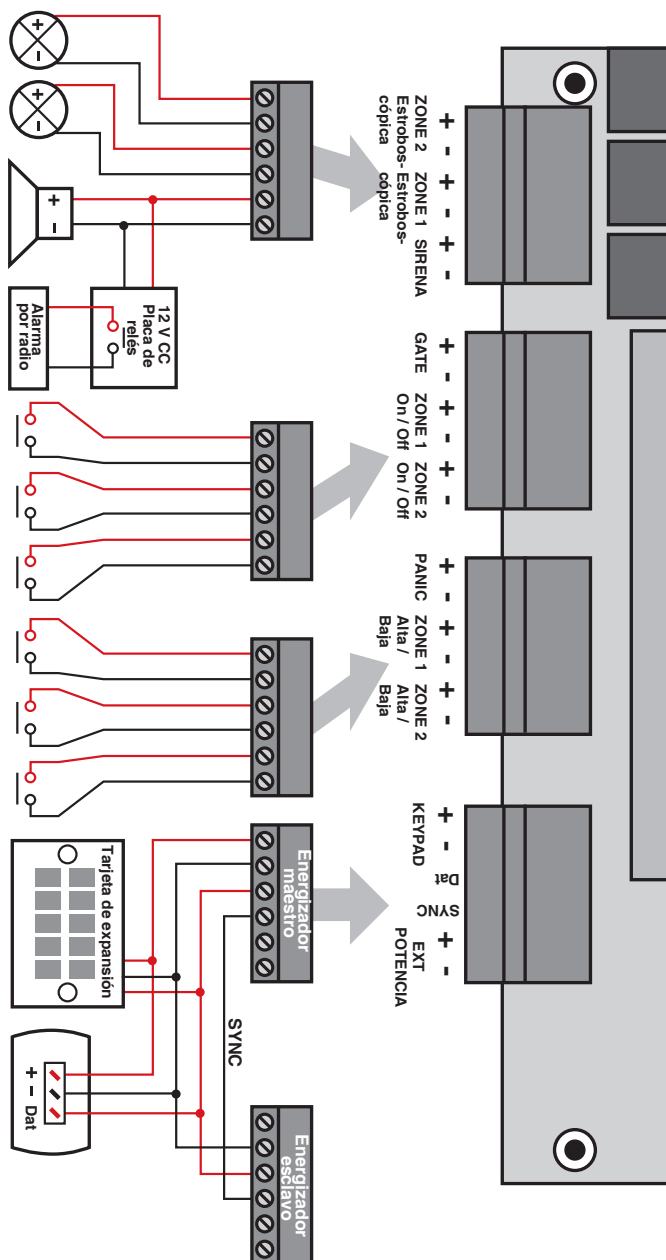 +
-
+
-
+
-
12 V CC
Placa de
relés
Alarma
por radio
ZONE 2
Estrobos-
cópica
+
-
ZONE 1
Estrobos-
cópica
+
-
SIRENA
+
-
GATE
+
-
ZONE 1
On / Off
+
-
ZONE 2
On / Off
+
-
PANIC
+
-
ZONE 1
Alta /
Baja
+
-
ZONE 2
Alta /
Baja
+
-
KEYPAD
+
-
Dat
SYNC
EXT
POTENCIA
+
-
Energizador
maestro
Tarjeta de expansión
SYNC
+ - Dat
Energizador
esclavo